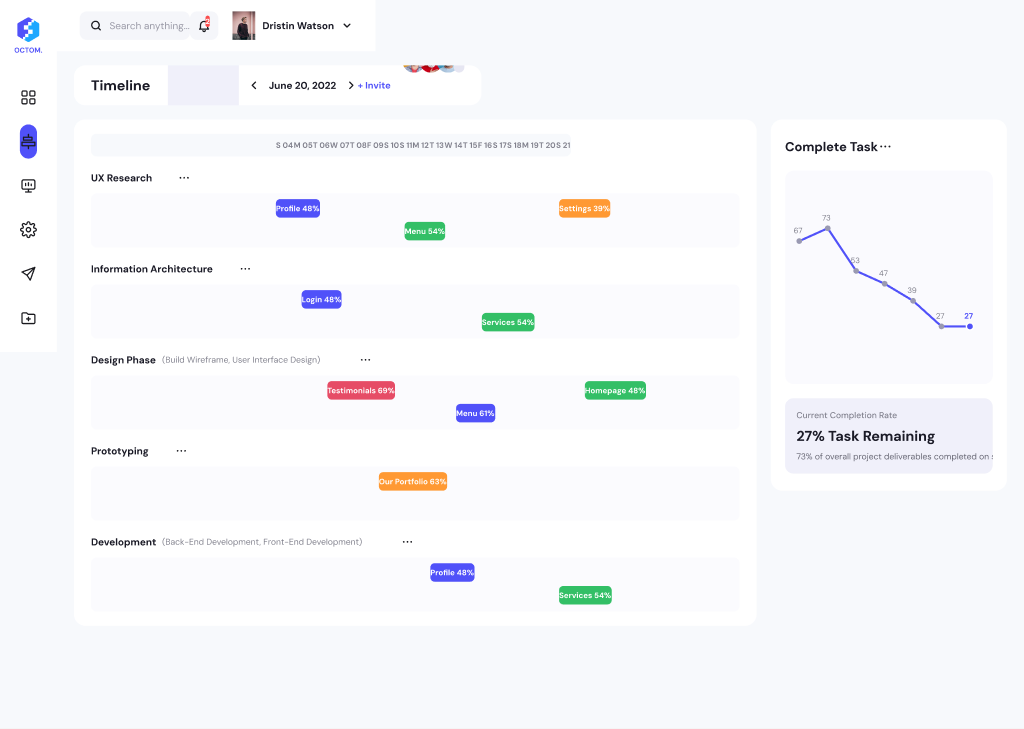 OCTOM.
Search anything...
Dristin Watson
Timeline
June 20, 2022
+ Invite
S 04M 05T 06W 07T 08F 09S 10S 11M 12T 13W 14T 15F 16S 17S 18M 19T 20S 21
UX Research ...
Profile 48%
Settings 39%
Menu 54%
Information Architecture ...
Login 48%
Services 54%
Design Phase (Build Wireframe, User Interface Design) ...
Testimonials 69%
Homepage 48%
Menu 61%
Prototyping ...
Our Portfolio 63%
Development (Back-End Development, Front-End Development) ...
Profile 48%
Services 54%
Complete Task ...
67
73
53
47
39
27
27
Current Completion Rate
27% Task Remaining
73% of overall project deliverables completed on